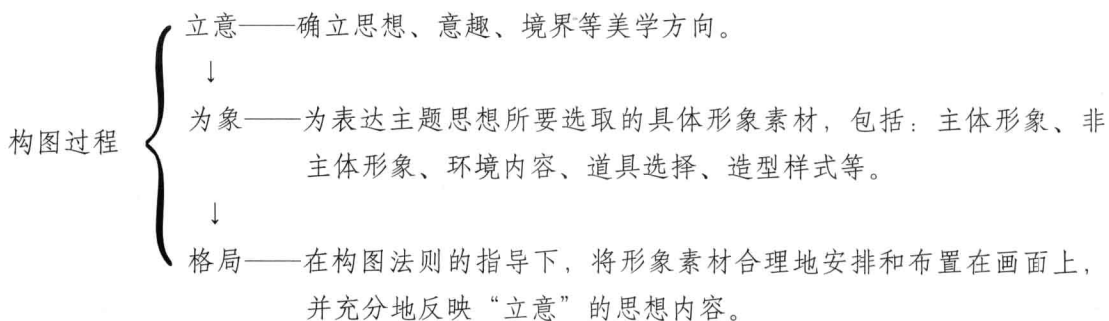 立意——确立思想、意趣、境界等美学方向。
↓
为象——为表达主题思想所要选取的具体形象素材，包括：主体形象、非
构图过程
主体形象、环境内容、道具选择、造型样式等。
↓
格局——在构图法则的指导下，将形象素材合理地安排和布置在画面上，
并充分地反映“立意”的思想内容。